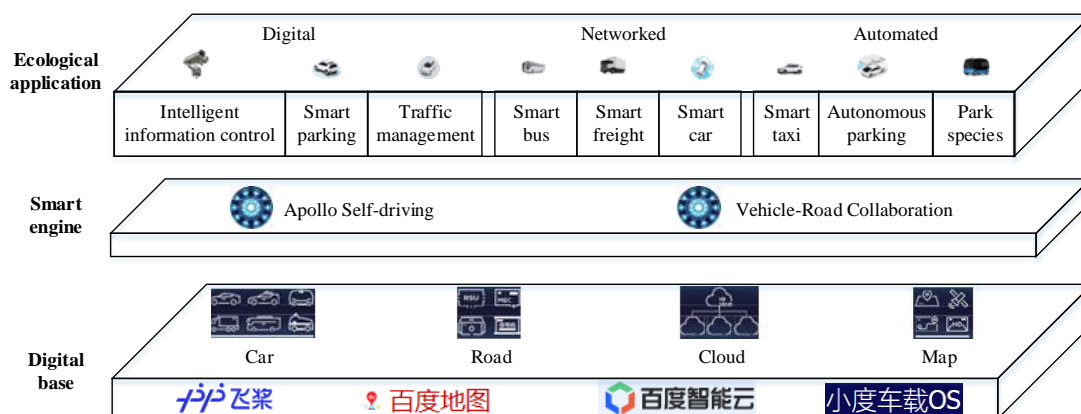 Digital
Networked
Automated
Ecological
application
Intelligent
information control
Smart
parking
Traffic
management
Smart
bus
Smart
freight
Smart
car
Smart
taxi
Autonomous
parking
Park
species
Smart
engine
Apollo Self-driving
Vehicle-Road Collaboration
RSU
MEC
Car
Road
Cloud
Map
Digital
base
飞桨
百度地图
百度智能云
小度车载OS